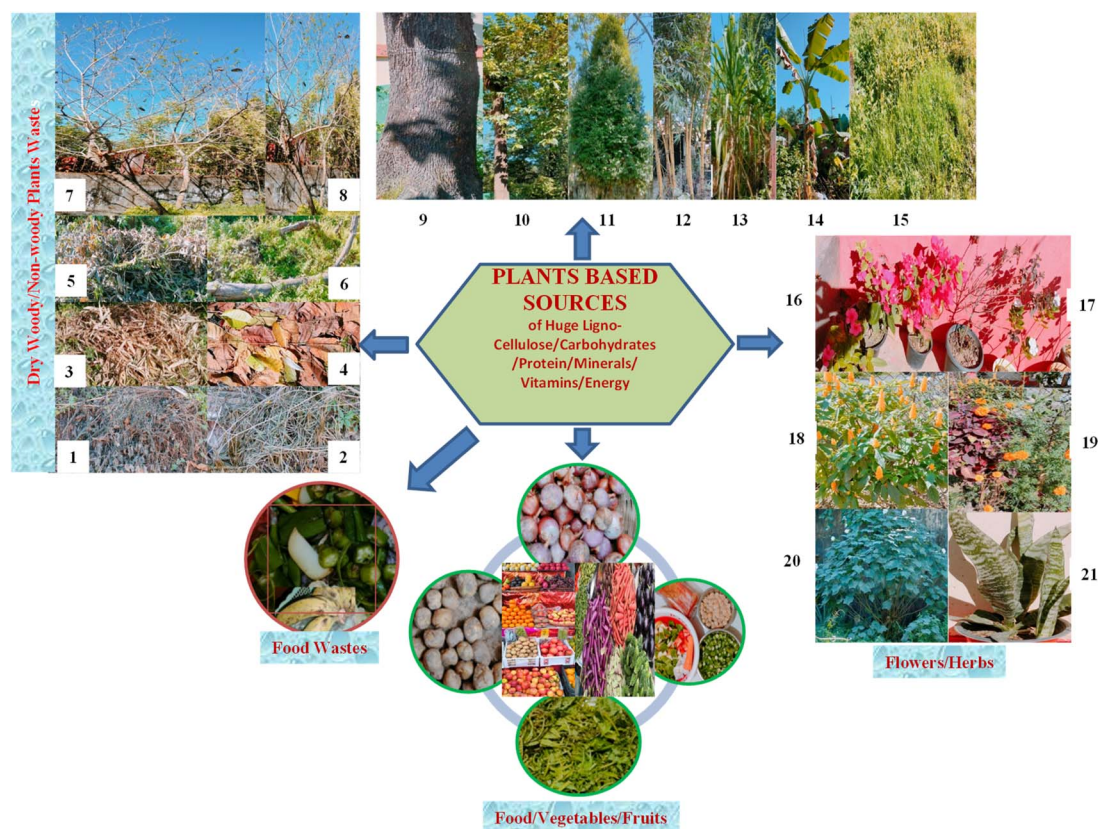 Dry Woody/Non-woody Plants Waste
7
8
5
6
3
4
1
2
9
10
11
12
13
14
15
PLANTS BASED
SOURCES
of Huge Ligno-
Cellulose/Carbohydrates
/Protein/Minerals/
Vitamins/Energy
16
17
18
19
20
21
Flowers/Herbs
Food Wastes
Food/Vegetables/Fruits